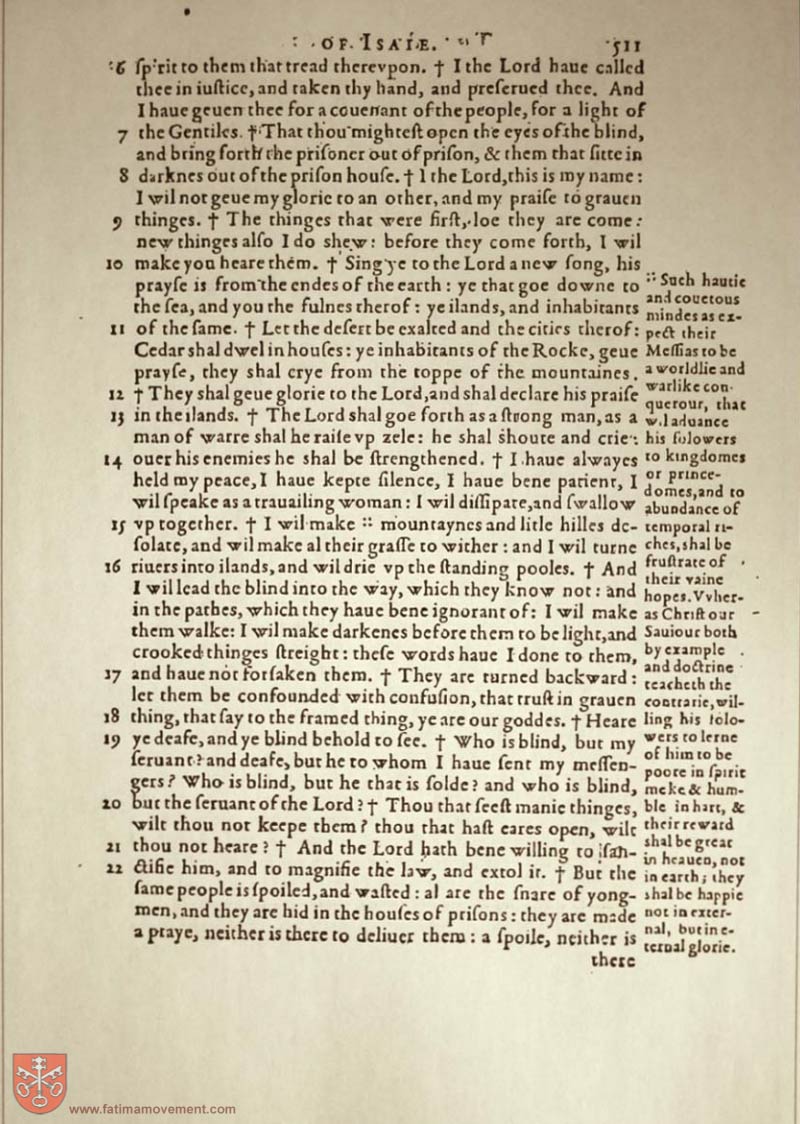 OF ISAIE. 511
6 ſpirit to them that tread therevpon. † I the Lord haue called
thee in iuſtice, and taken thy hand, and preſerued thee. And
I haue geuen thee for a couenant of the people, for a light of
7 the Gentiles. † That thou mighteſt open the eyes of the blind,
and bring forth the priſoner out of priſon, & them that ſitte in
8 darknes out of the priſon houſe. † I the Lord, this is my name:
I wil not geue my glorie to an other, and my praiſe to grauen
9 thinges. † The thinges that were firſt, loe they are come:
new thinges alſo I do shew: before they come forth, I wil
10 make you heare them. † Sing ye to the Lord a new ſong, his
prayſe is from the endes of the earth: ye that goe downe to
the ſea, and you the fulnes therof: ye ilands, and inhabitants
11 of the ſame. † Let the deſert be exalted and the cities therof:
Cedar shal dwel in houſes: ye inhabitants of the Rocke, geue
prayſe, they shal crye from the toppe of the mountaines.
12 † They shal geue glorie to the Lord, and shal declare his praiſe
13 in the ilands. † The Lord shal goe forth as a ſtrong man, as a
man of warre shal he raiſe vp zele: he shal shoute and crie:
14 ouer his enemies he shal be ſtrengthened. † I haue alwayes
held my peace, I haue kepte ſilence, I haue bene patient, I
wil ſpeake as a trauailing woman: I wil diſſipate, and ſwallow
15 vp together. † I wil make :: mountaynes and litle hilles de-
ſolate, and wil make al their graſſe to wither: and I wil turne
16 riuers into ilands, and wil drie vp the ſtanding pooles. † And
I wil lead the blind into the way, which they know not: and
in the pathes, which they haue bene ignorant of: I wil make
them walke: I wil make darkenes before them to be light, and
crooked thinges ſtreight: theſe words haue I done to them,
17 and haue not forſaken them. † They are turned backward:
let them be confounded with confuſion, that truſt in grauen
18 thing, that ſay to the framed thing, ye are our goddes. † Heare
19 ye deafe, and ye blind behold to ſee. † Who is blind, but my
ſeruant? and deafe, but he to whom I haue ſent my meſſen-
gers? Who is blind, but he that is ſolde? and who is blind,
20 but the ſeruant of the Lord? † Thou that ſeeſt manie thinges,
wilt thou not keepe them? thou that haſt eares open, wilt
21 thou not heare? † And the Lord hath bene willing to ſan-
22 ctifie him, and to magnifie the law, and extol it. † But the
ſame people is ſpoiled, and waſted: al are the ſnare of yong-
men, and they are hid in the houſes of priſons: they are made
a praye, neither is there to deliuer them: a ſpoile, neither is
there
:: Such hautie
and couetous
mindes as ex-
pect their
Meſſias to be
a worldlie and
warlike con-
querour, that
wil aduance
his folowers
to kingdomes
or prince-
domes, and to
abundance of
temporal ri-
ches, shal be
fruſtrate of
their vaine
hopes. Vvher-
as Chriſt our
Sauiour both
by example
and doctrine
teacheth the
contrarie, wil-
ling his folo-
wers to lerne
of him to be
poore in ſpirit
meke & hum-
ble in hart, &
their reward
shal be great
in heauen, not
in earth; they
shal be happie
not in exter-
nal, but in e-
ternal glorie.
www.fatimamovement.com